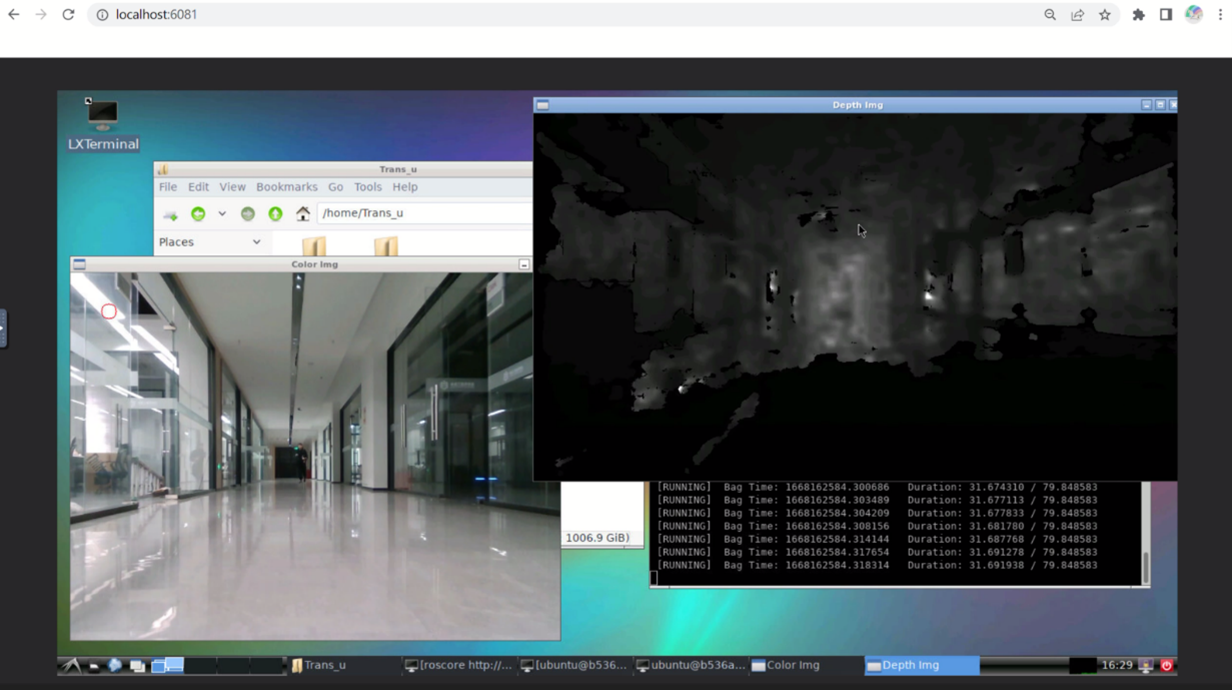 localhost:6081
LXTerminal
Depth Img
Trans_u
File Edit View Bookmarks Go Tools Help
/home/Trans_u
Places
Color Img
1006.9 GiB)
[RUNNING] Bag Time: 1668162584.300686 Duration: 31.674310 / 79.848583
[RUNNING] Bag Time: 1668162584.303489 Duration: 31.677113 / 79.848583
[RUNNING] Bag Time: 1668162584.304209 Duration: 31.677833 / 79.848583
[RUNNING] Bag Time: 1668162584.308156 Duration: 31.681780 / 79.848583
[RUNNING] Bag Time: 1668162584.314144 Duration: 31.687768 / 79.848583
[RUNNING] Bag Time: 1668162584.317654 Duration: 31.691278 / 79.848583
[RUNNING] Bag Time: 1668162584.318314 Duration: 31.691938 / 79.848583
Trans_u [roscore http://... [ubuntu@b536... ubuntu@b536a... Color Img Depth Img 16:29